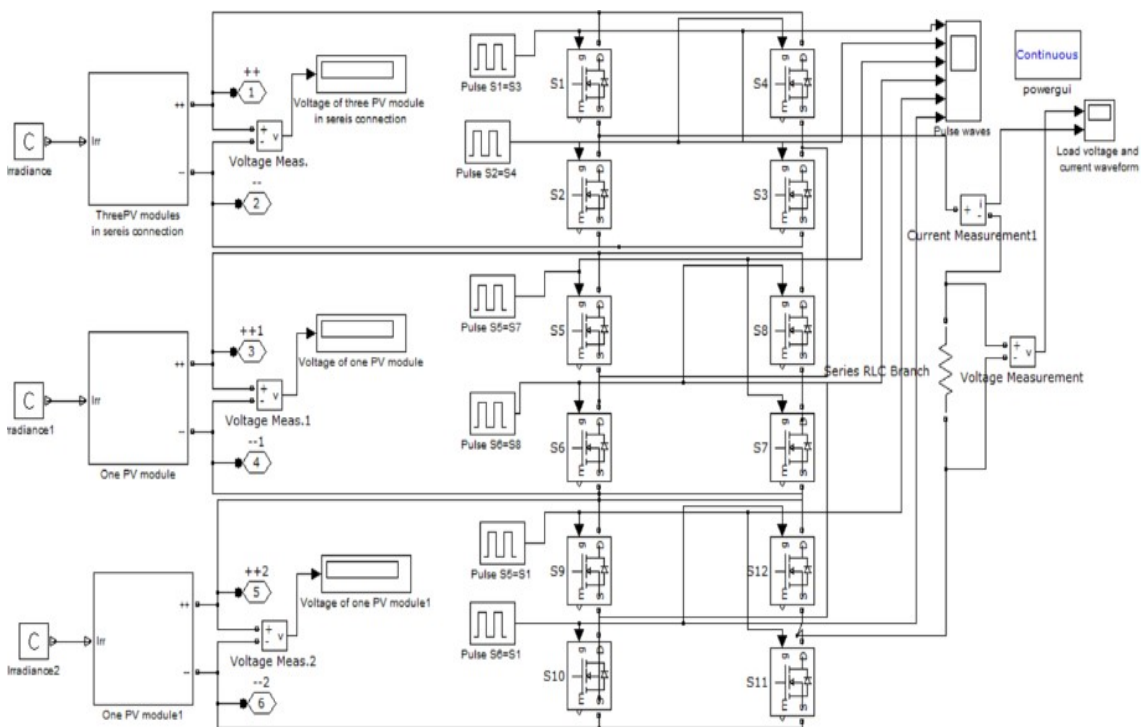 Continuous
powergui
++
1
Voltage of three PV module
in sereis connection
Pulse S1=S3
S1
S4
Pulse waves
C
Irradiance
Irr
++
−
+
-
v
Voltage Meas.
--
2
ThreePV modules
in sereis connection
Pulse S2=S4
S2
S3
Load voltage and
current waveform
+
i
-
Current Measurement1
++1
3
Voltage of one PV module
Pulse S5=S7
S5
S8
C
rradiance1
Irr
++
−
+
-
v
Voltage Meas.1
--1
4
One PV module
Pulse S6=S8
S6
S7
Series RLC Branch
+
-
v
Voltage Measurement
++2
5
Voltage of one PV module1
Pulse S5=S1
S9
S12
C
Irradiance2
Irr
++
−
+
-
v
Voltage Meas.2
--2
6
One PV module1
Pulse S6=S1
S10
S11